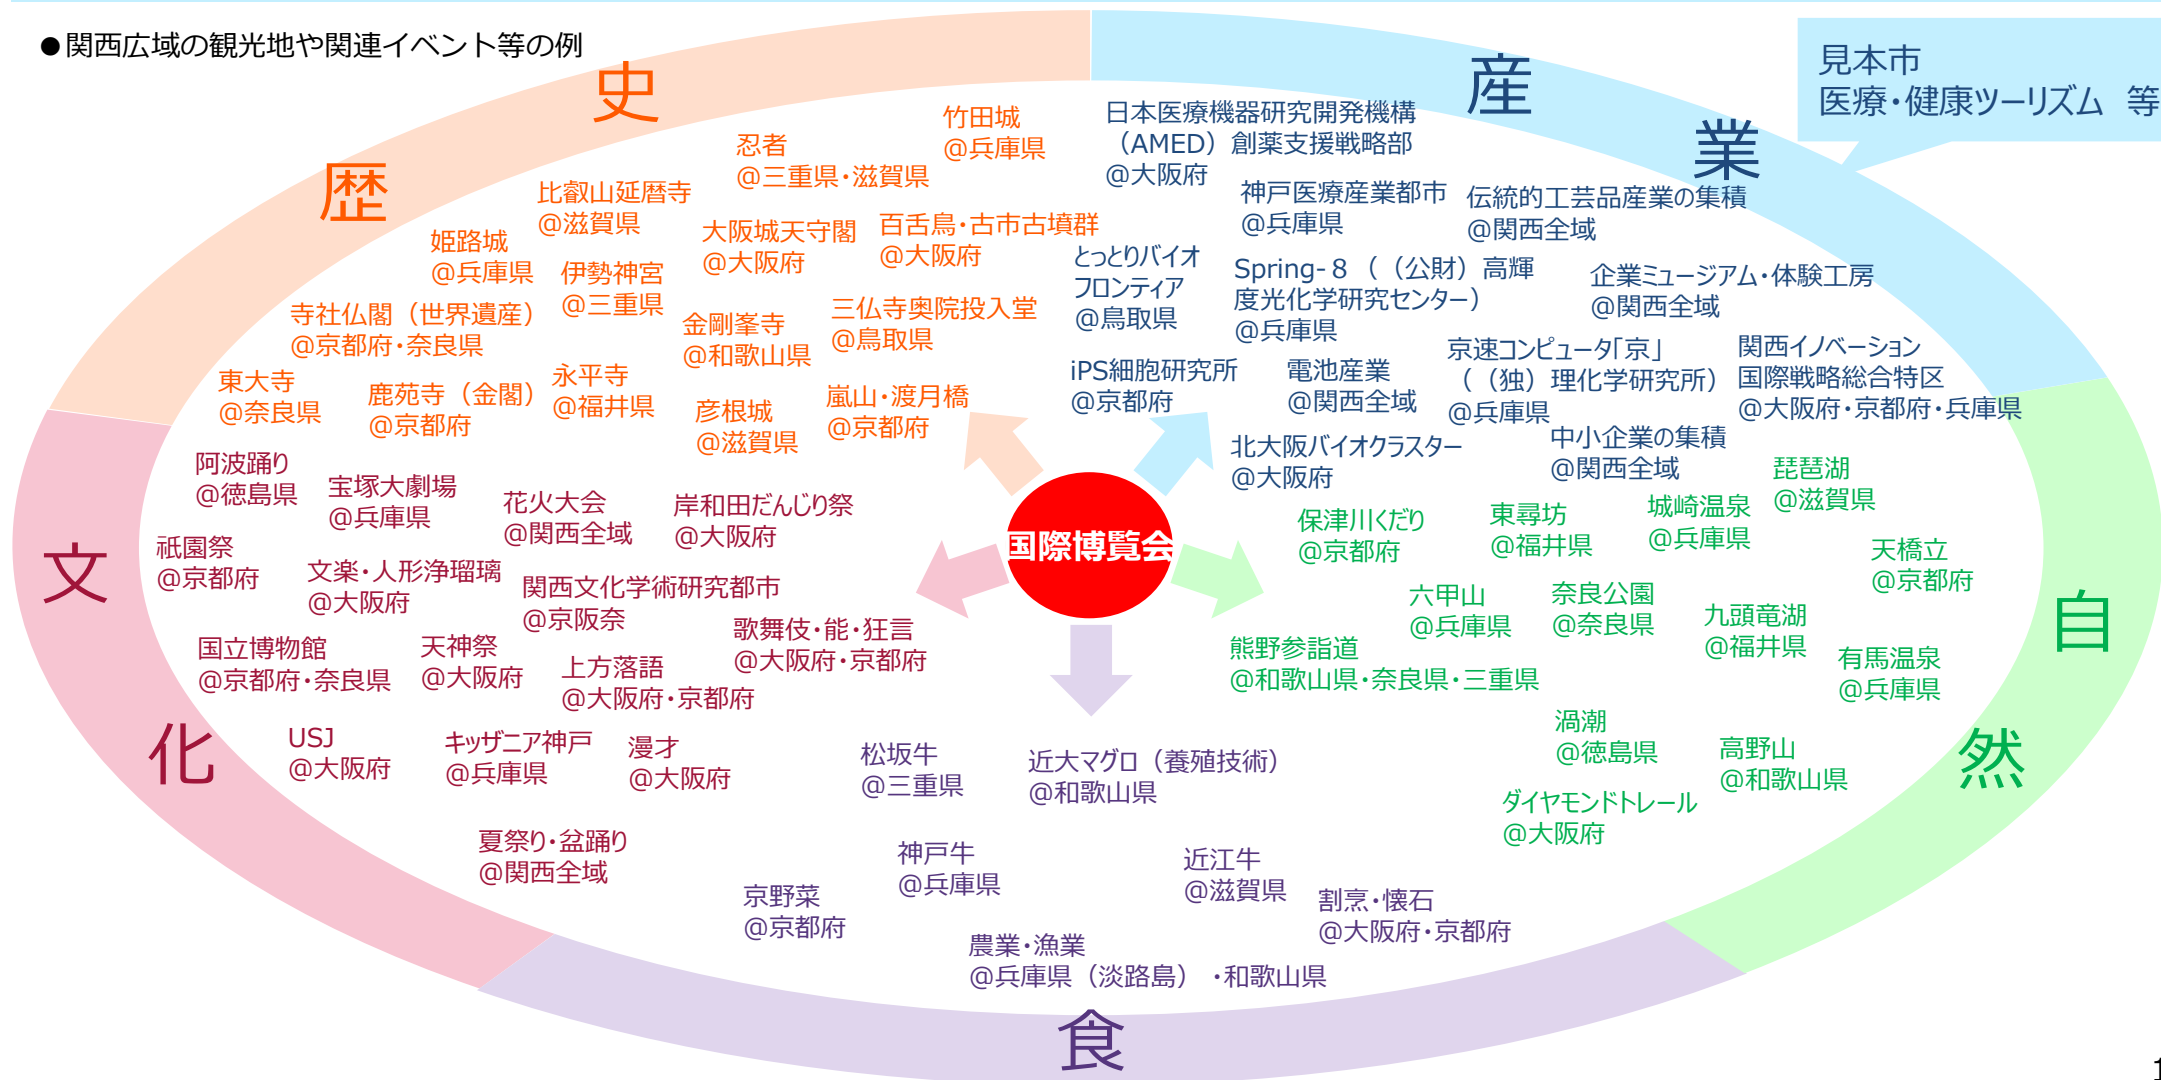 ●関西広域の観光地や関連イベント等の例
見本市
医療・健康ツーリズム 等
歴
史
竹田城
@兵庫県
忍者
@三重県・滋賀県
比叡山延暦寺
@滋賀県
大阪城天守閣
@大阪府
百舌鳥・古市古墳群
@大阪府
姫路城
@兵庫県
伊勢神宮
@三重県
寺社仏閣（世界遺産）
@京都府・奈良県
金剛峯寺
@和歌山県
三仏寺奥院投入堂
@鳥取県
東大寺
@奈良県
鹿苑寺（金閣）
@京都府
永平寺
@福井県
彦根城
@滋賀県
嵐山・渡月橋
@京都府
産
業
日本医療機器研究開発機構
（AMED）創薬支援戦略部
@大阪府
神戸医療産業都市
@兵庫県
伝統的工芸品産業の集積
@関西全域
とっとりバイオ
フロンティア
@鳥取県
Spring-８（（公財）高輝
度光化学研究センター）
@兵庫県
企業ミュージアム・体験工房
@関西全域
iPS細胞研究所
@京都府
電池産業
@関西全域
京速コンピュータ「京」
（（独）理化学研究所）
@兵庫県
関西イノベーション
国際戦略総合特区
@大阪府・京都府・兵庫県
北大阪バイオクラスター
@大阪府
中小企業の集積
@関西全域
国際博覧会
文
化
阿波踊り
@徳島県
宝塚大劇場
@兵庫県
花火大会
@関西全域
岸和田だんじり祭
@大阪府
祇園祭
@京都府
文楽・人形浄瑠璃
@大阪府
関西文化学術研究都市
@京阪奈
歌舞伎・能・狂言
@大阪府・京都府
国立博物館
@京都府・奈良県
天神祭
@大阪府
上方落語
@大阪府・京都府
USJ
@大阪府
キッザニア神戸
@兵庫県
漫才
@大阪府
夏祭り・盆踊り
@関西全域
自
然
琵琶湖
@滋賀県
保津川くだり
@京都府
東尋坊
@福井県
城崎温泉
@兵庫県
天橋立
@京都府
六甲山
@兵庫県
奈良公園
@奈良県
九頭竜湖
@福井県
熊野参詣道
@和歌山県・奈良県・三重県
有馬温泉
@兵庫県
渦潮
@徳島県
高野山
@和歌山県
ダイヤモンドトレール
@大阪府
食
松坂牛
@三重県
近大マグロ（養殖技術）
@和歌山県
神戸牛
@兵庫県
近江牛
@滋賀県
京野菜
@京都府
割烹・懐石
@大阪府・京都府
農業・漁業
@兵庫県（淡路島）・和歌山県